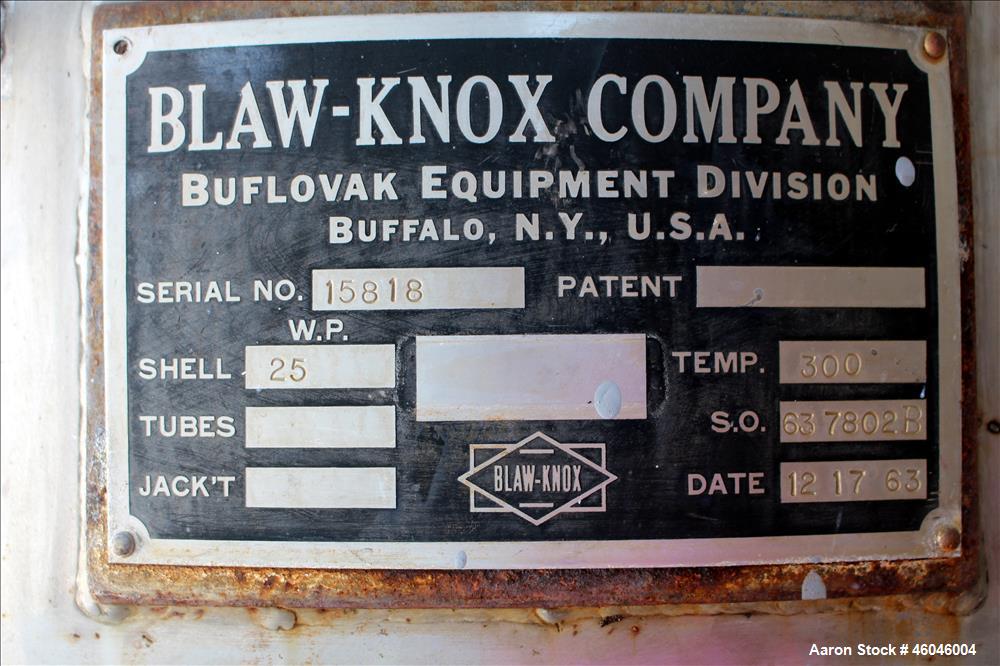 BLAW-KNOX COMPANY
BUFLOVAK EQUIPMENT DIVISION
BUFFALO, N.Y., U.S.A.
SERIAL NO. 15818 PATENT
W.P.
SHELL 25 TEMP. 300
TUBES S.O. 63 7802B
JACK'T BLAW-KNOX DATE 12 17 63
Aaron Stock # 46046004